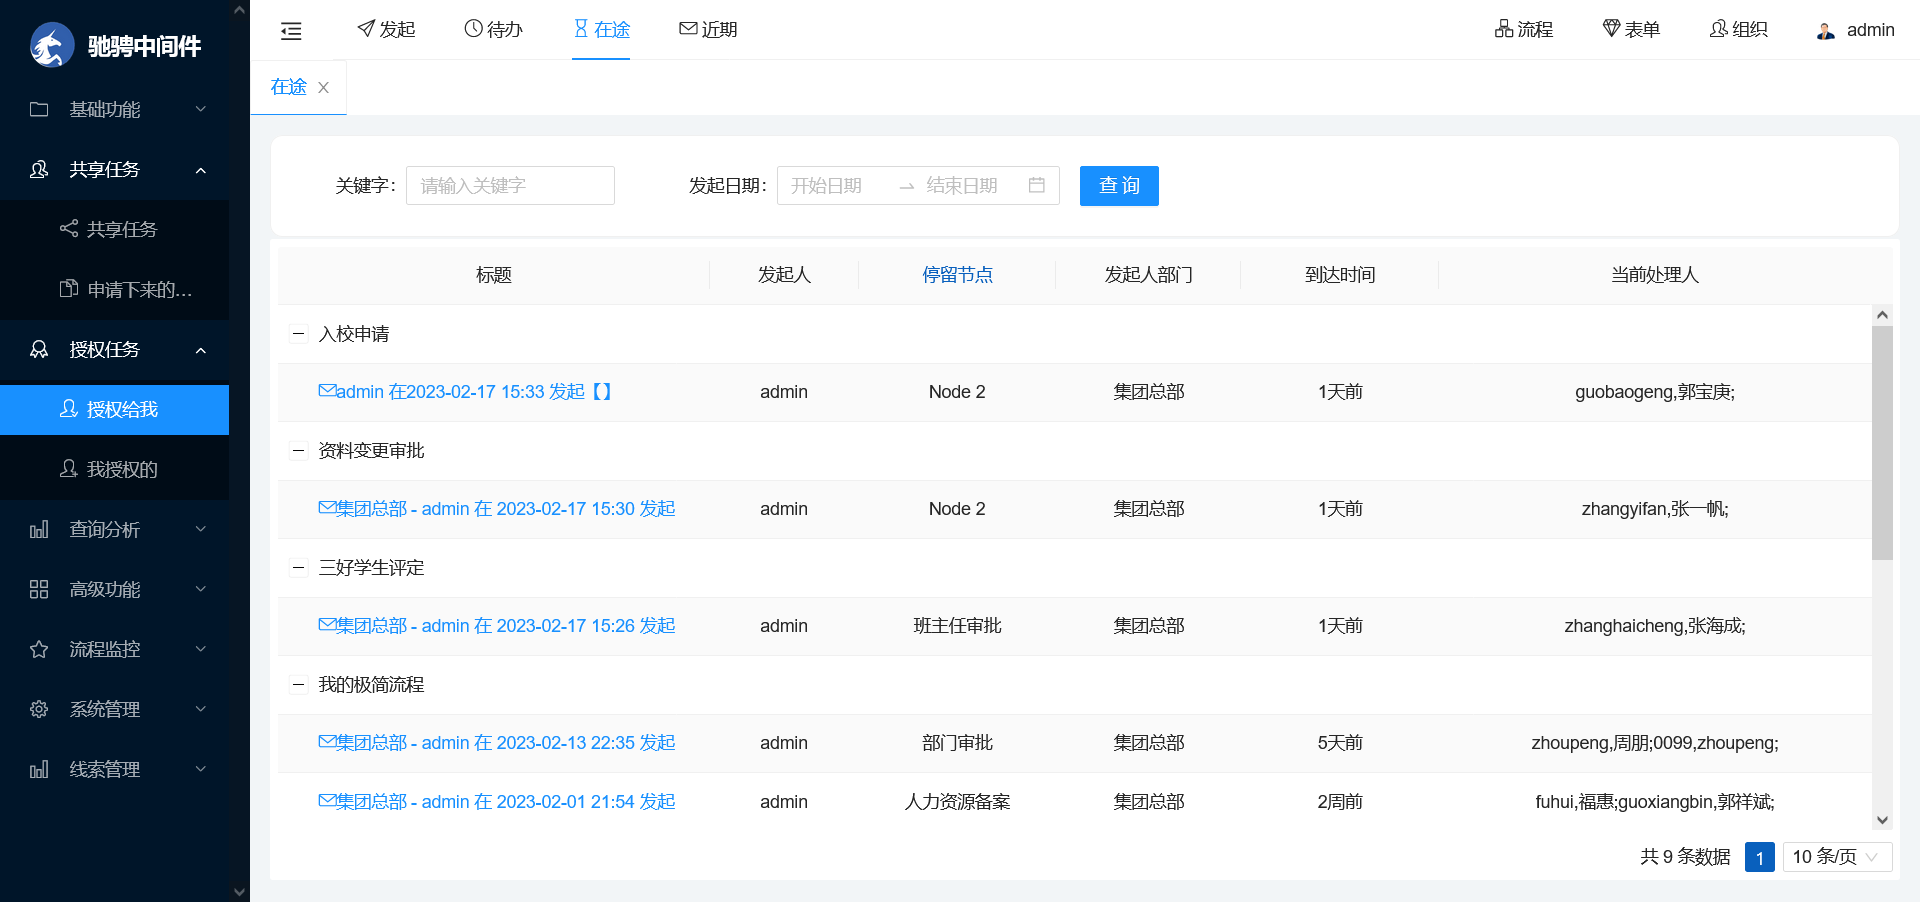 驰骋中间件
基础功能
共享任务
共享任务
申请下来的...
授权任务
授权给我
我授权的
查询分析
高级功能
流程监控
系统管理
线索管理
发起 待办 在途 近期 流程 表单 组织 admin
在途
关键字: 请输入关键字 发起日期: 开始日期 结束日期 查询
标题 发起人 停留节点 发起人部门 到达时间 当前处理人
入校申请
admin 在2023-02-17 15:33 发起【】 admin Node 2 集团总部 1天前 guobaogeng,郭宝庚;
资料变更审批
集团总部 - admin 在 2023-02-17 15:30 发起 admin Node 2 集团总部 1天前 zhangyifan,张一帆;
三好学生评定
集团总部 - admin 在 2023-02-17 15:26 发起 admin 班主任审批 集团总部 1天前 zhanghaicheng,张海成;
我的极简流程
集团总部 - admin 在 2023-02-13 22:35 发起 admin 部门审批 集团总部 5天前 zhoupeng,周朋;0099,zhoupeng;
集团总部 - admin 在 2023-02-01 21:54 发起 admin 人力资源备案 集团总部 2周前 fuhui,福惠;guoxiangbin,郭祥斌;
共 9 条数据 1 10 条/页